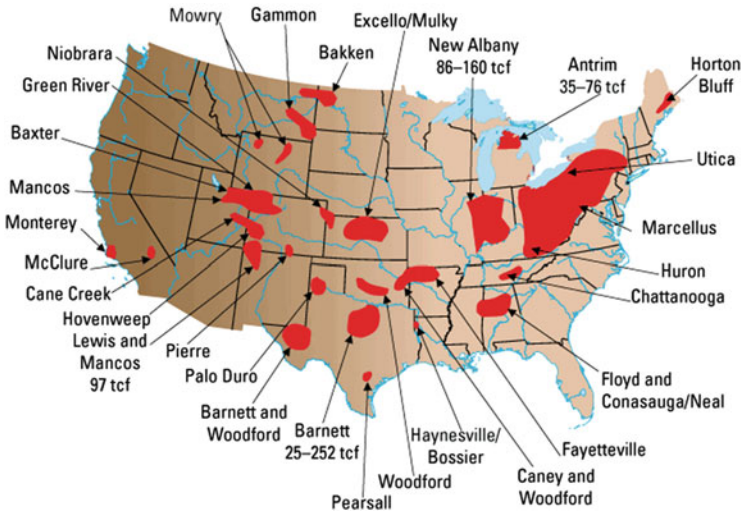 Mowry
Gammon
Excello/Mulky
Niobrara
Bakken
New Albany
86–160 tcf
Antrim
35–76 tcf
Horton
Bluff
Green River
Baxter
Utica
Mancos
Monterey
Marcellus
McClure
Huron
Cane Creek
Chattanooga
Hovenweep
Lewis and
Mancos
97 tcf
Pierre
Palo Duro
Floyd and
Conasauga/Neal
Barnett and
Woodford
Barnett
25–252 tcf
Haynesville/
Bossier
Fayetteville
Woodford
Caney and
Woodford
Pearsall